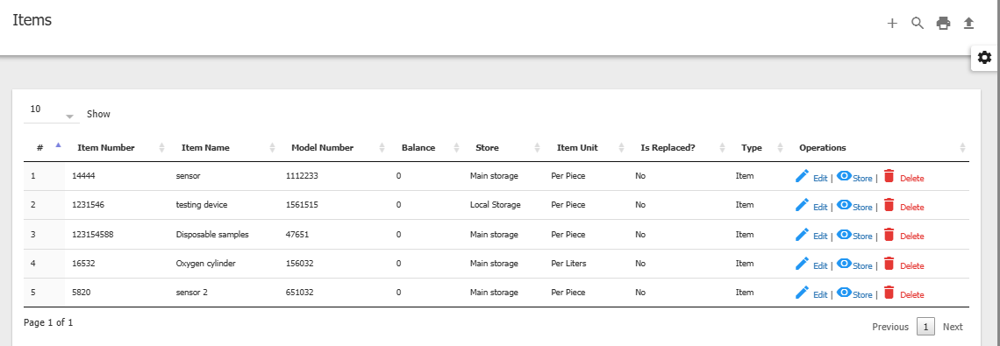 Items
10 Show
# Item Number Item Name Model Number Balance Store Item Unit Is Replaced? Type Operations
1 14444 sensor 1112233 0 Main storage Per Piece No Item Edit | Store | Delete
2 1231546 testing device 1561515 0 Local Storage Per Piece No Item Edit | Store | Delete
3 123154588 Disposable samples 47651 0 Main storage Per Piece No Item Edit | Store | Delete
4 16532 Oxygen cylinder 156032 0 Main storage Per Liters No Item Edit | Store | Delete
5 5820 sensor 2 651032 0 Main storage Per Piece No Item Edit | Store | Delete
Page 1 of 1
Previous 1 Next